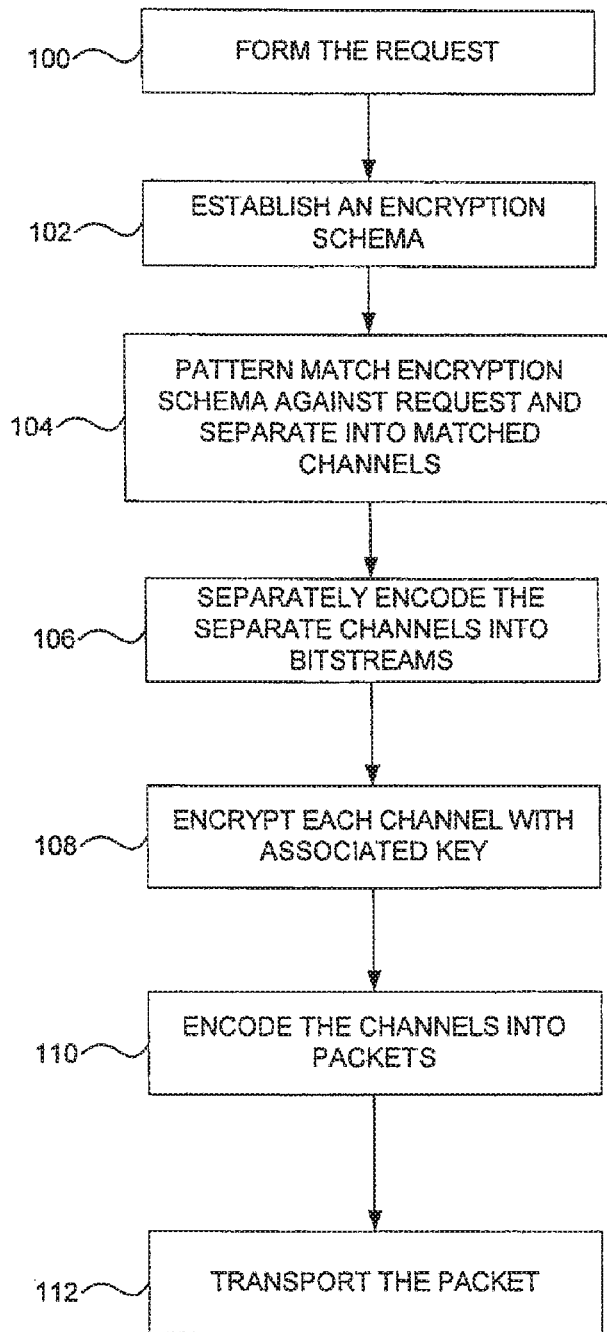 100
FORM THE REQUEST
102
ESTABLISH AN ENCRYPTION
SCHEMA
104
PATTERN MATCH ENCRYPTION
SCHEMA AGAINST REQUEST AND
SEPARATE INTO MATCHED
CHANNELS
106
SEPARATELY ENCODE THE
SEPARATE CHANNELS INTO
BITSTREAMS
108
ENCRYPT EACH CHANNEL WITH
ASSOCIATED KEY
110
ENCODE THE CHANNELS INTO
PACKETS
112
TRANSPORT THE PACKET